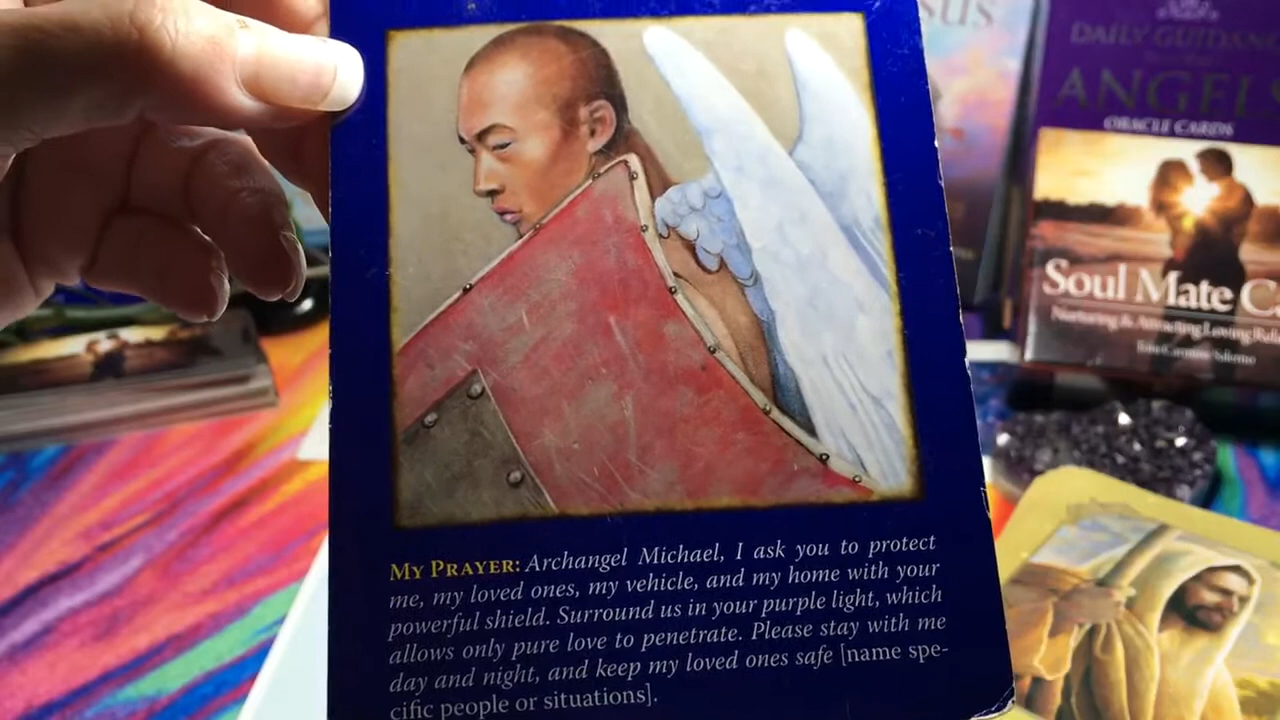 sus
DAILY GUIDANC
ANGELS
ORACLE CARDS
Soul Mate C
MY PRAYER: Archangel Michael, I ask you to protect
me, my loved ones, my vehicle, and my home with your
powerful shield. Surround us in your purple light, which
allows only pure love to penetrate. Please stay with me
day and night, and keep my loved ones safe [name spe-
cific people or situations].